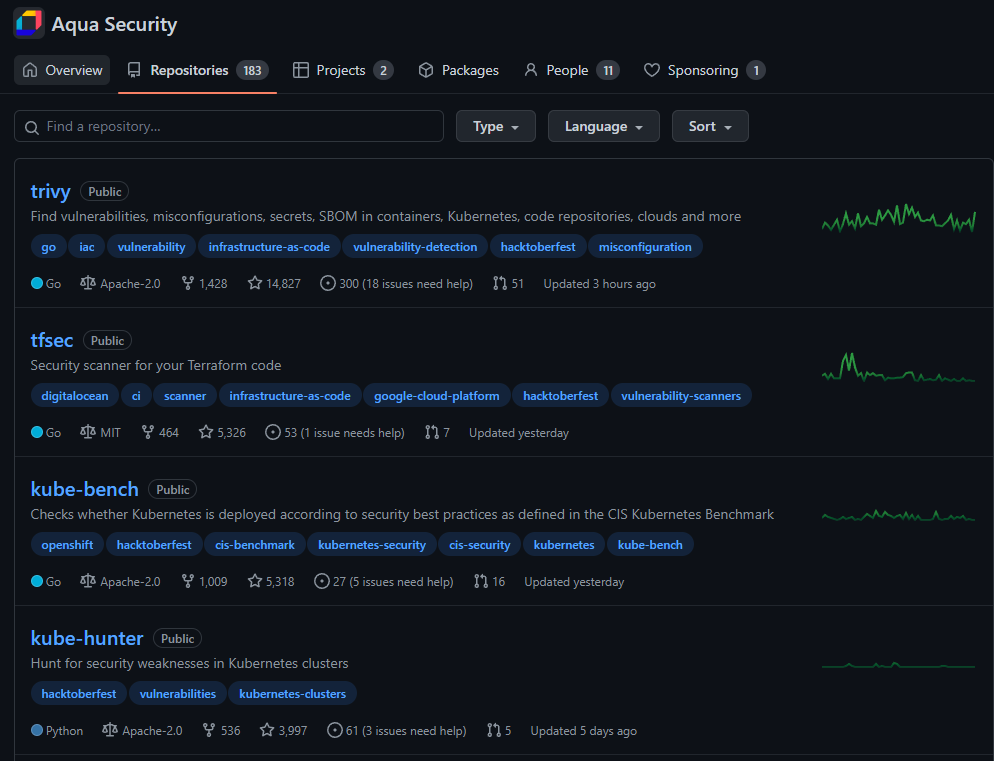 Aqua Security
Overview Repositories 183 Projects 2 Packages People 11 Sponsoring 1
Find a repository... Type Language Sort
trivy Public
Find vulnerabilities, misconfigurations, secrets, SBOM in containers, Kubernetes, code repositories, clouds and more
go iac vulnerability infrastructure-as-code vulnerability-detection hacktoberfest misconfiguration
Go Apache-2.0 1,428 14,827 300 (18 issues need help) 51 Updated 3 hours ago
tfsec Public
Security scanner for your Terraform code
digitalocean ci scanner infrastructure-as-code google-cloud-platform hacktoberfest vulnerability-scanners
Go MIT 464 5,326 53 (1 issue needs help) 7 Updated yesterday
kube-bench Public
Checks whether Kubernetes is deployed according to security best practices as defined in the CIS Kubernetes Benchmark
openshift hacktoberfest cis-benchmark kubernetes-security cis-security kubernetes kube-bench
Go Apache-2.0 1,009 5,318 27 (5 issues need help) 16 Updated yesterday
kube-hunter Public
Hunt for security weaknesses in Kubernetes clusters
hacktoberfest vulnerabilities kubernetes-clusters
Python Apache-2.0 536 3,997 61 (3 issues need help) 5 Updated 5 days ago